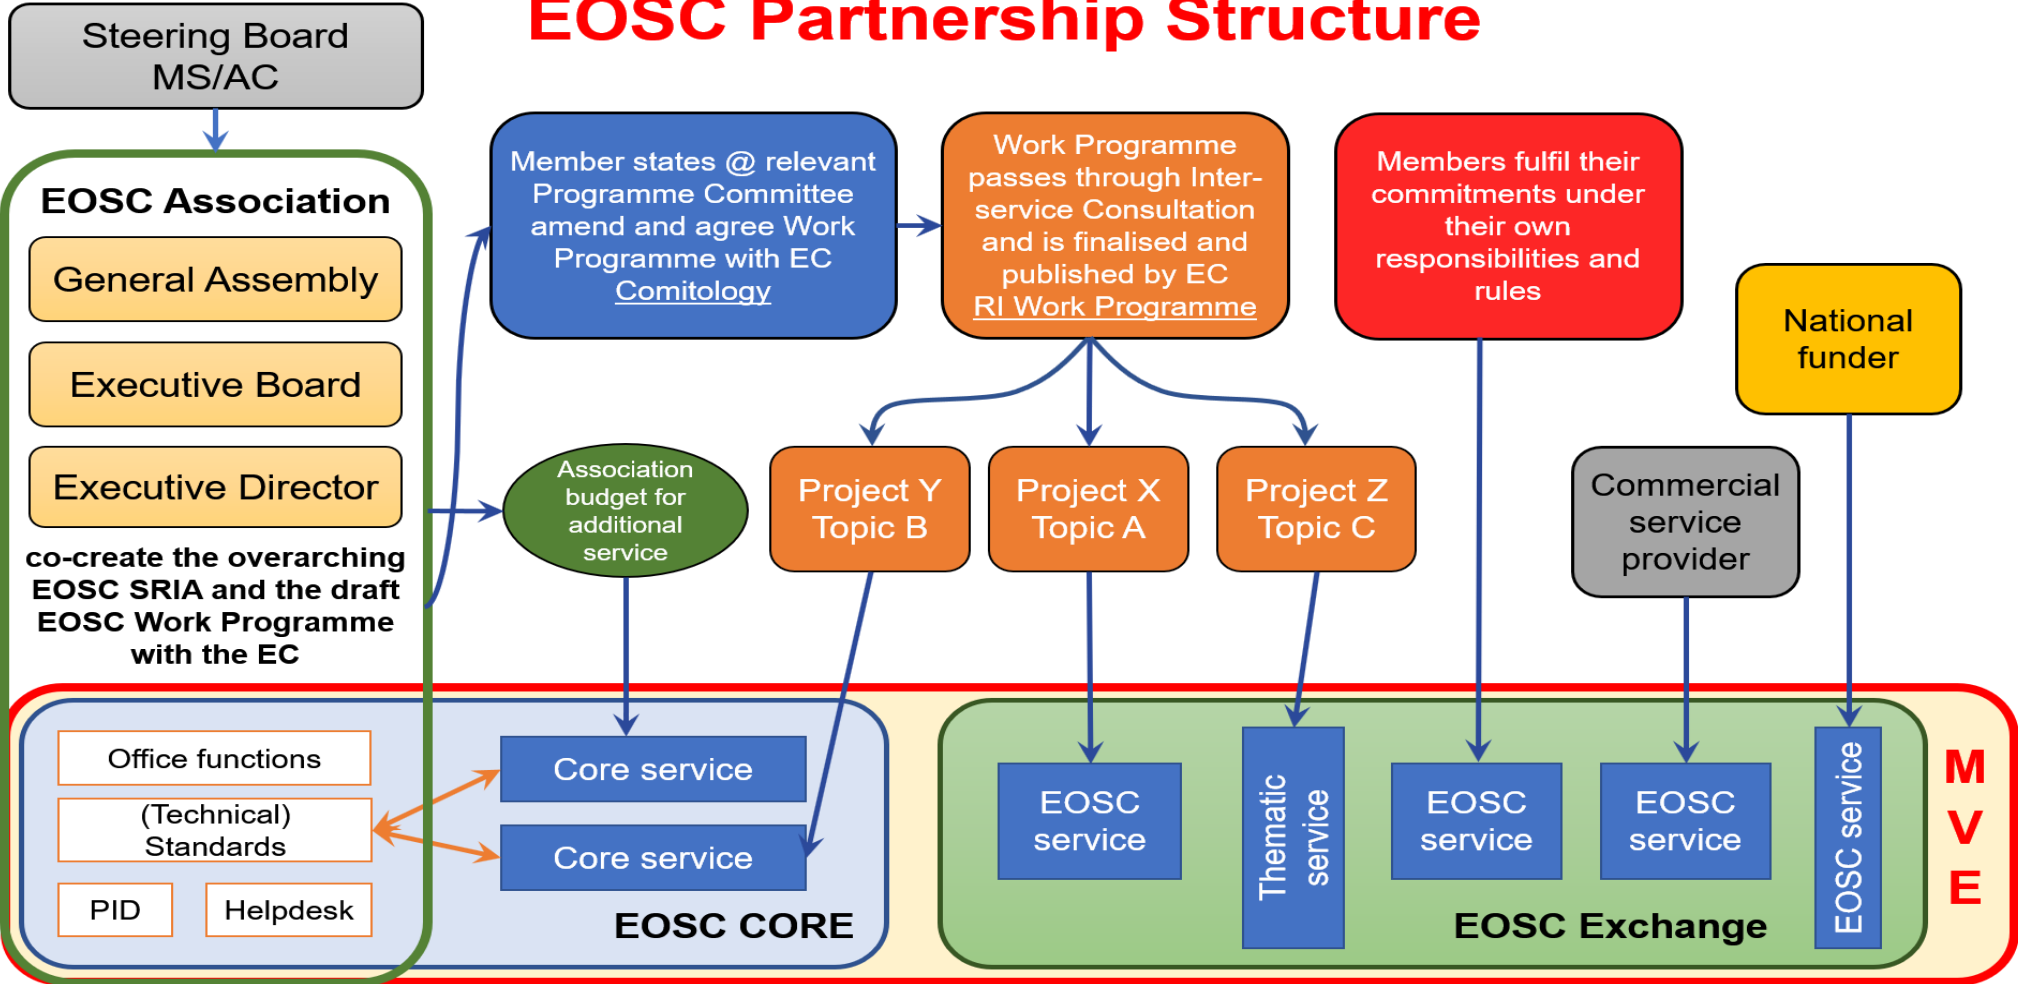 EOSC Partnership Structure
Steering Board
MS/AC
EOSC Association
General Assembly
Executive Board
Executive Director
co-create the overarching
EOSC SRIA and the draft
EOSC Work Programme
with the EC
Member states @ relevant
Programme Committee
amend and agree Work
Programme with EC
Comitology
Work Programme
passes through Inter-
service Consultation
and is finalised and
published by EC
RI Work Programme
Members fulfil their
commitments under
their own
responsibilities and
rules
National
funder
Association
budget for
additional
service
Project Y
Topic B
Project X
Topic A
Project Z
Topic C
Commercial
service
provider
Office functions
(Technical)
Standards
PID
Helpdesk
Core service
Core service
EOSC CORE
EOSC
service
Thematic
service
EOSC
service
EOSC
service
EOSC service
EOSC Exchange
M
V
E